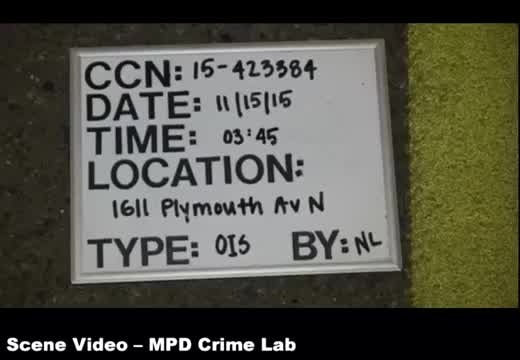 CCN: 15-423384
DATE: 11/15/15
TIME: 03:45
LOCATION:
1611 Plymouth Av N
TYPE: OIS BY: NL
Scene Video – MPD Crime Lab